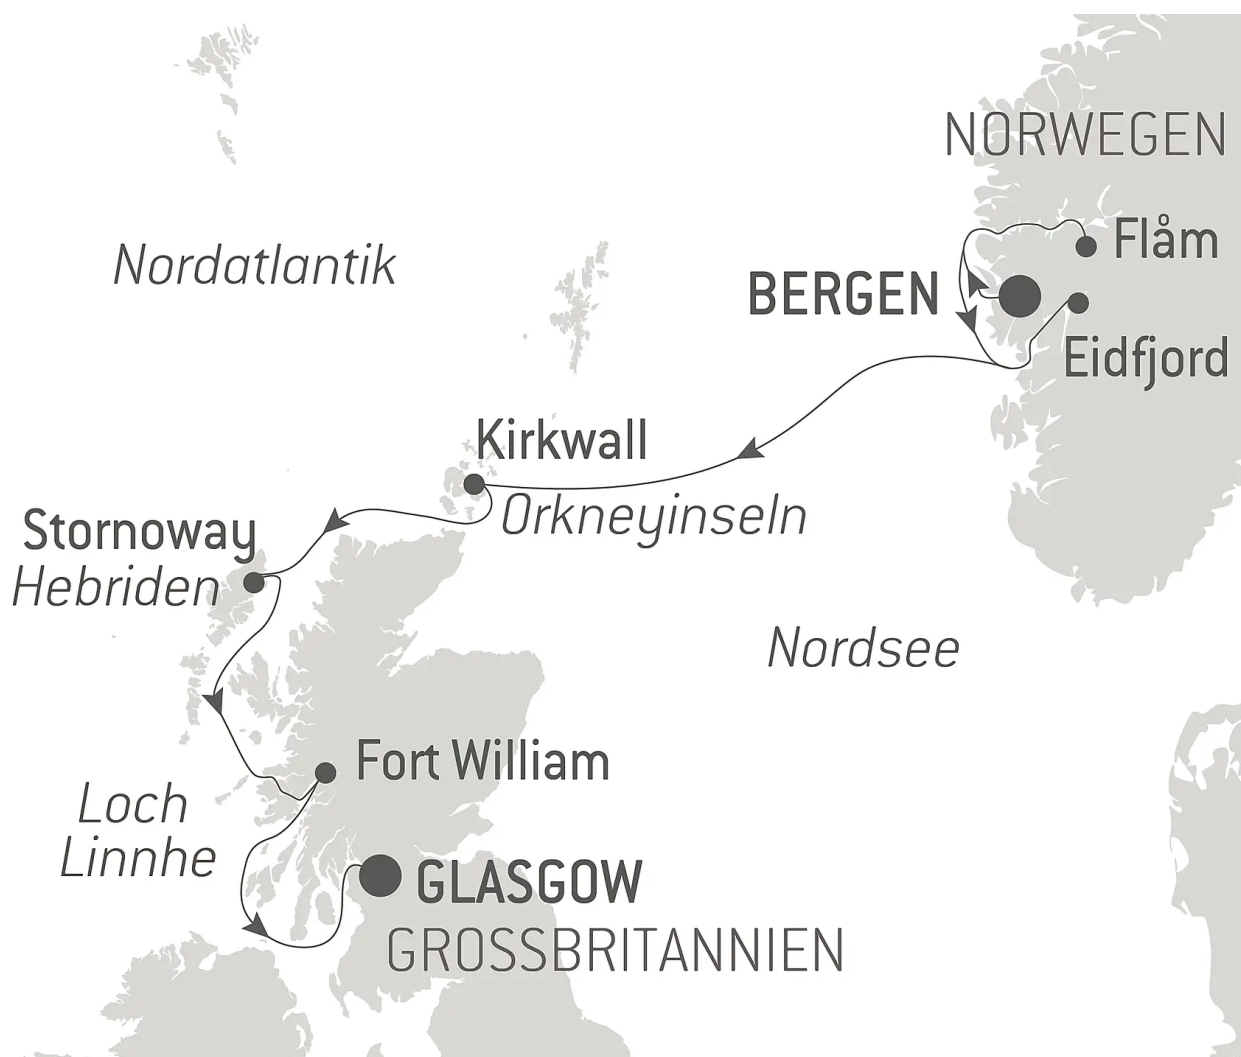 NORWEGEN
Flåm
Nordatlantik
BERGEN
Eidfjord
Kirkwall
Orkneyinseln
Stornoway
Hebriden
Nordsee
Fort William
Loch
Linnhe
GLASGOW
GROSSBRITANNIEN